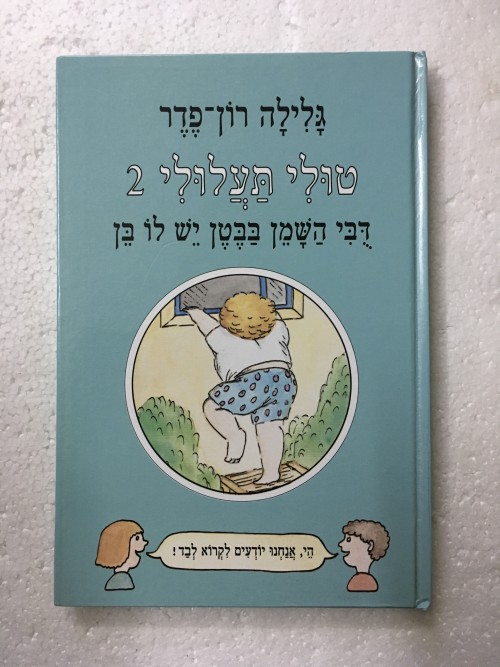 גָּלִילָה רוֹן־פֶדֶר
טוּלִי תַּעֲלוּלִי 2
דֻּבִּי הַשָּׁמֵן בַּבֶּטֶן יֵשׁ לוֹ בֵּן
הֵי, אֲנַחְנוּ יוֹדְעִים לִקְרוֹא לְבַד!